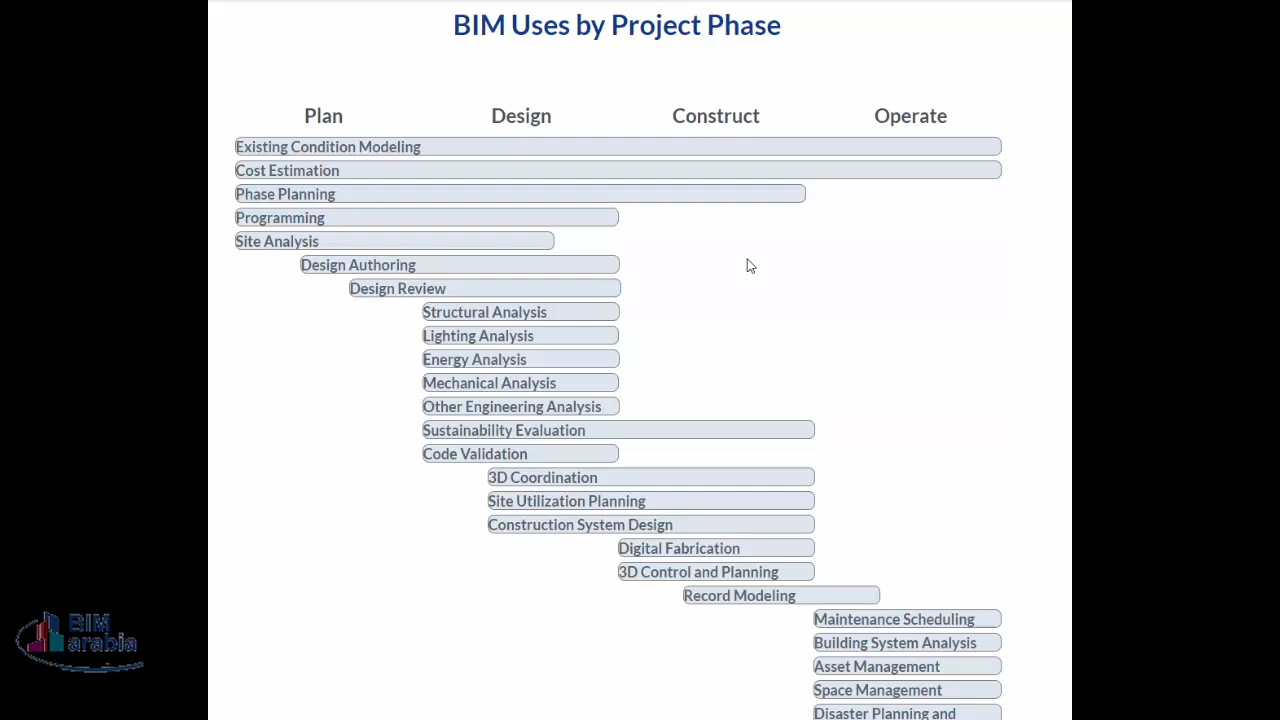 BIM Uses by Project Phase
Plan Design Construct Operate
Existing Condition Modeling
Cost Estimation
Phase Planning
Programming
Site Analysis
Design Authoring
Design Review
Structural Analysis
Lighting Analysis
Energy Analysis
Mechanical Analysis
Other Engineering Analysis
Sustainability Evaluation
Code Validation
3D Coordination
Site Utilization Planning
Construction System Design
Digital Fabrication
3D Control and Planning
Record Modeling
Maintenance Scheduling
Building System Analysis
Asset Management
Space Management
Disaster Planning and
BIM
arabia